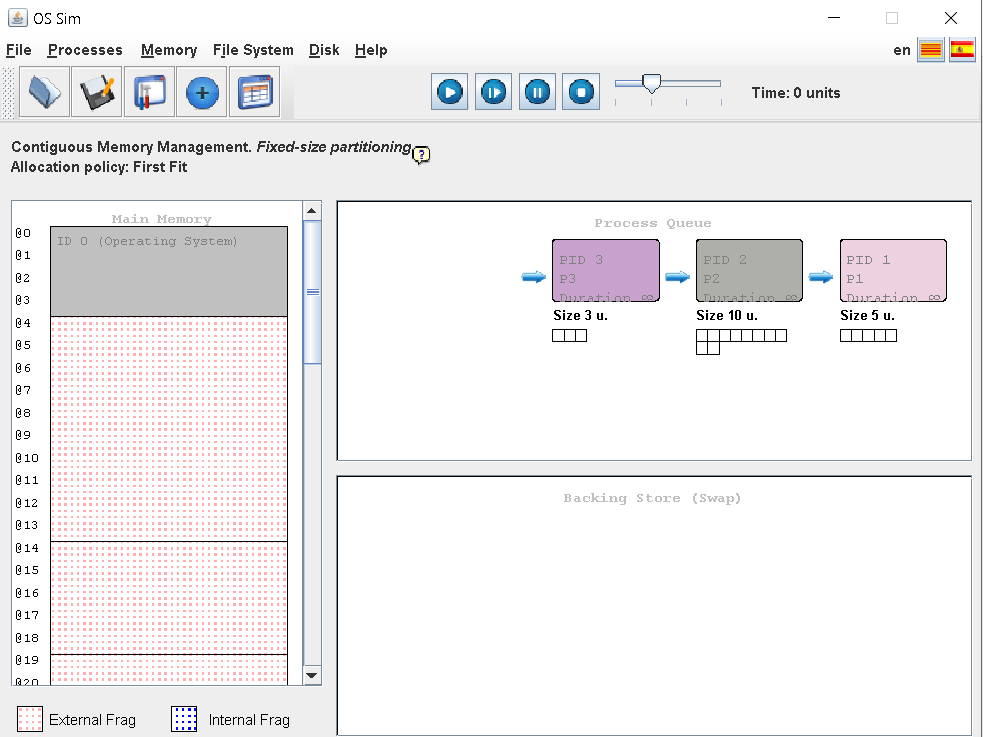 OS Sim
File Processes Memory File System Disk Help en
Time: 0 units
Contiguous Memory Management. Fixed-size partitioning
?
Allocation policy: First Fit
Main Memory
@0
@1
@2
@3
@4
@5
@6
@7
@8
@9
@10
@11
@12
@13
@14
@15
@16
@17
@18
@19
@20
ID 0 (Operating System)
External Frag
Internal Frag
Process Queue
PID 3
P3
Duration ∞
Size 3 u.
PID 2
P2
Duration ∞
Size 10 u.
PID 1
P1
Duration ∞
Size 5 u.
Backing Store (Swap)